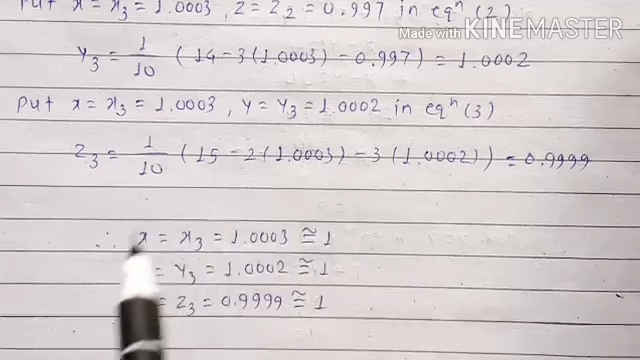 Put x = x3 = 1.0003 , z = z2 = 0.997 in eqn (2)
Made with KINEMASTER
y3 = 1/10 (14 - 3(1.0003) - 0.997) = 1.0002
Put x = x3 = 1.0003 , y = y3 = 1.0002 in eqn (3)
z3 = 1/10 (15 - 2(1.0003) - 3(1.0002)) = 0.9999
∴ x = x3 = 1.0003 ≅ 1
= y3 = 1.0002 ≅ 1
= z3 = 0.9999 ≅ 1